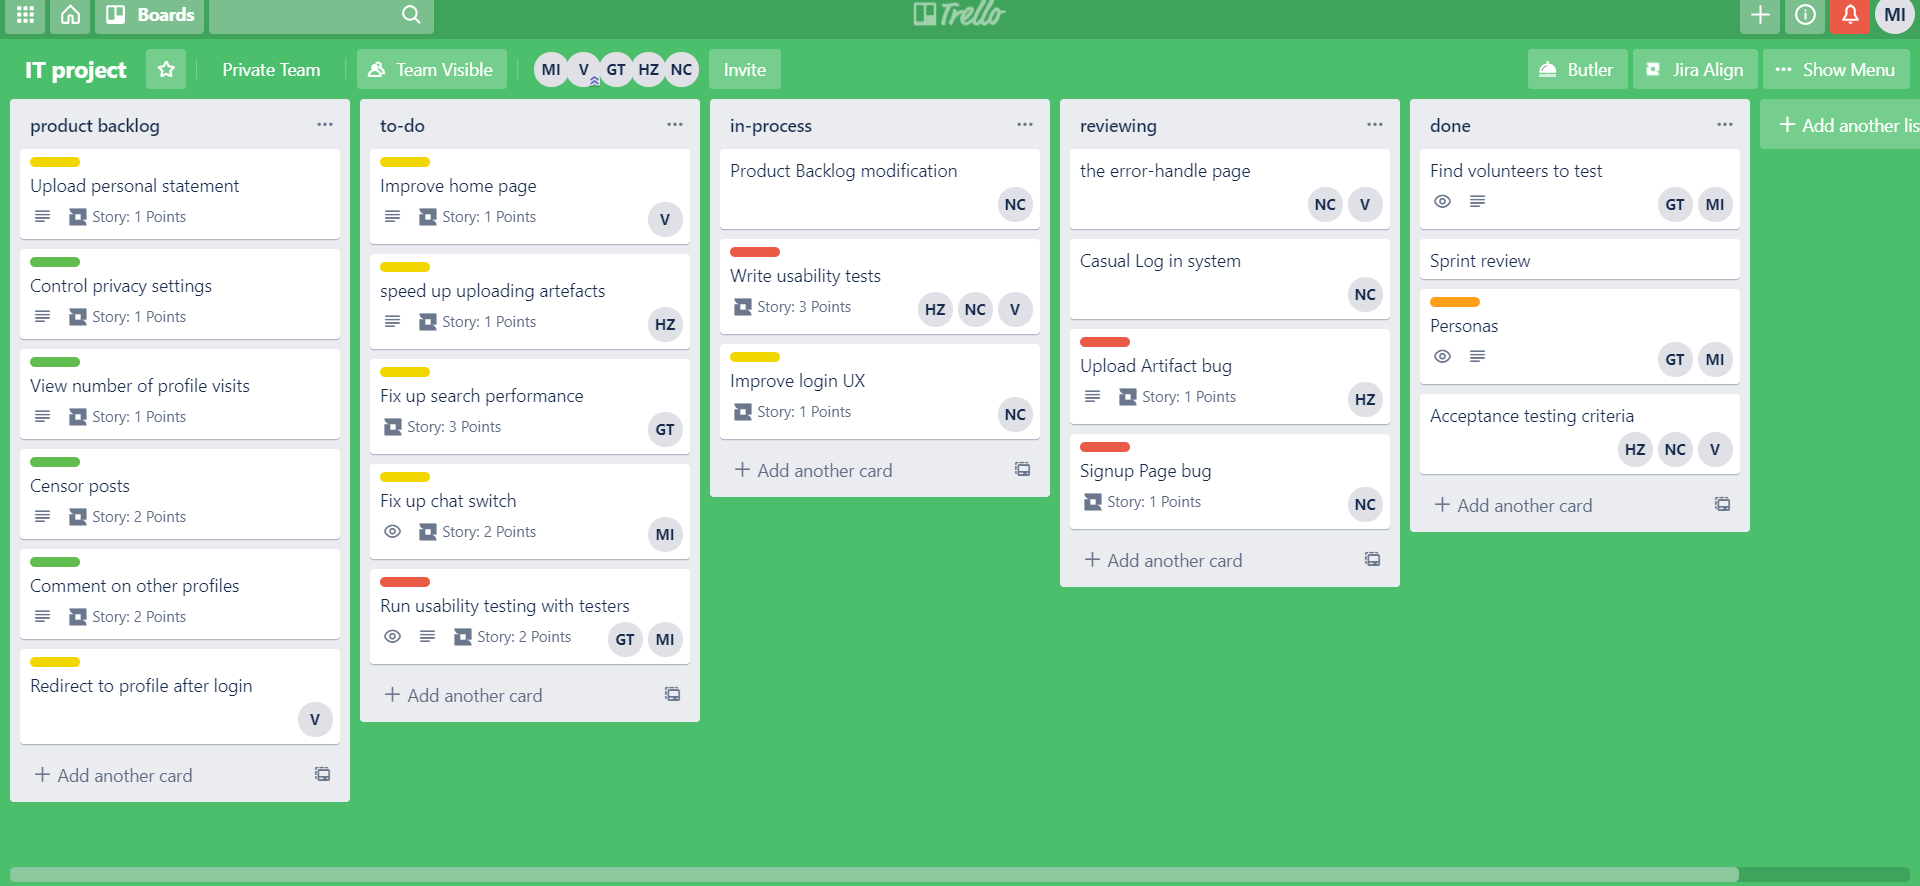 Boards
Trello
MI
IT project
Private Team
Team Visible
MI V GT HZ NC
Invite
Butler
Jira Align
... Show Menu
product backlog ...
Upload personal statement
Story: 1 Points
Control privacy settings
Story: 1 Points
View number of profile visits
Story: 1 Points
Censor posts
Story: 2 Points
Comment on other profiles
Story: 2 Points
Redirect to profile after login
V
+ Add another card
to-do ...
Improve home page
Story: 1 Points
V
speed up uploading artefacts
Story: 1 Points
HZ
Fix up search performance
Story: 3 Points
GT
Fix up chat switch
Story: 2 Points
MI
Run usability testing with testers
Story: 2 Points
GT MI
+ Add another card
in-process ...
Product Backlog modification
NC
Write usability tests
Story: 3 Points
HZ NC V
Improve login UX
Story: 1 Points
NC
+ Add another card
reviewing ...
the error-handle page
NC V
Casual Log in system
NC
Upload Artifact bug
Story: 1 Points
HZ
Signup Page bug
Story: 1 Points
NC
+ Add another card
done ...
Find volunteers to test
GT MI
Sprint review
Personas
GT MI
Acceptance testing criteria
HZ NC V
+ Add another card
+ Add another lis